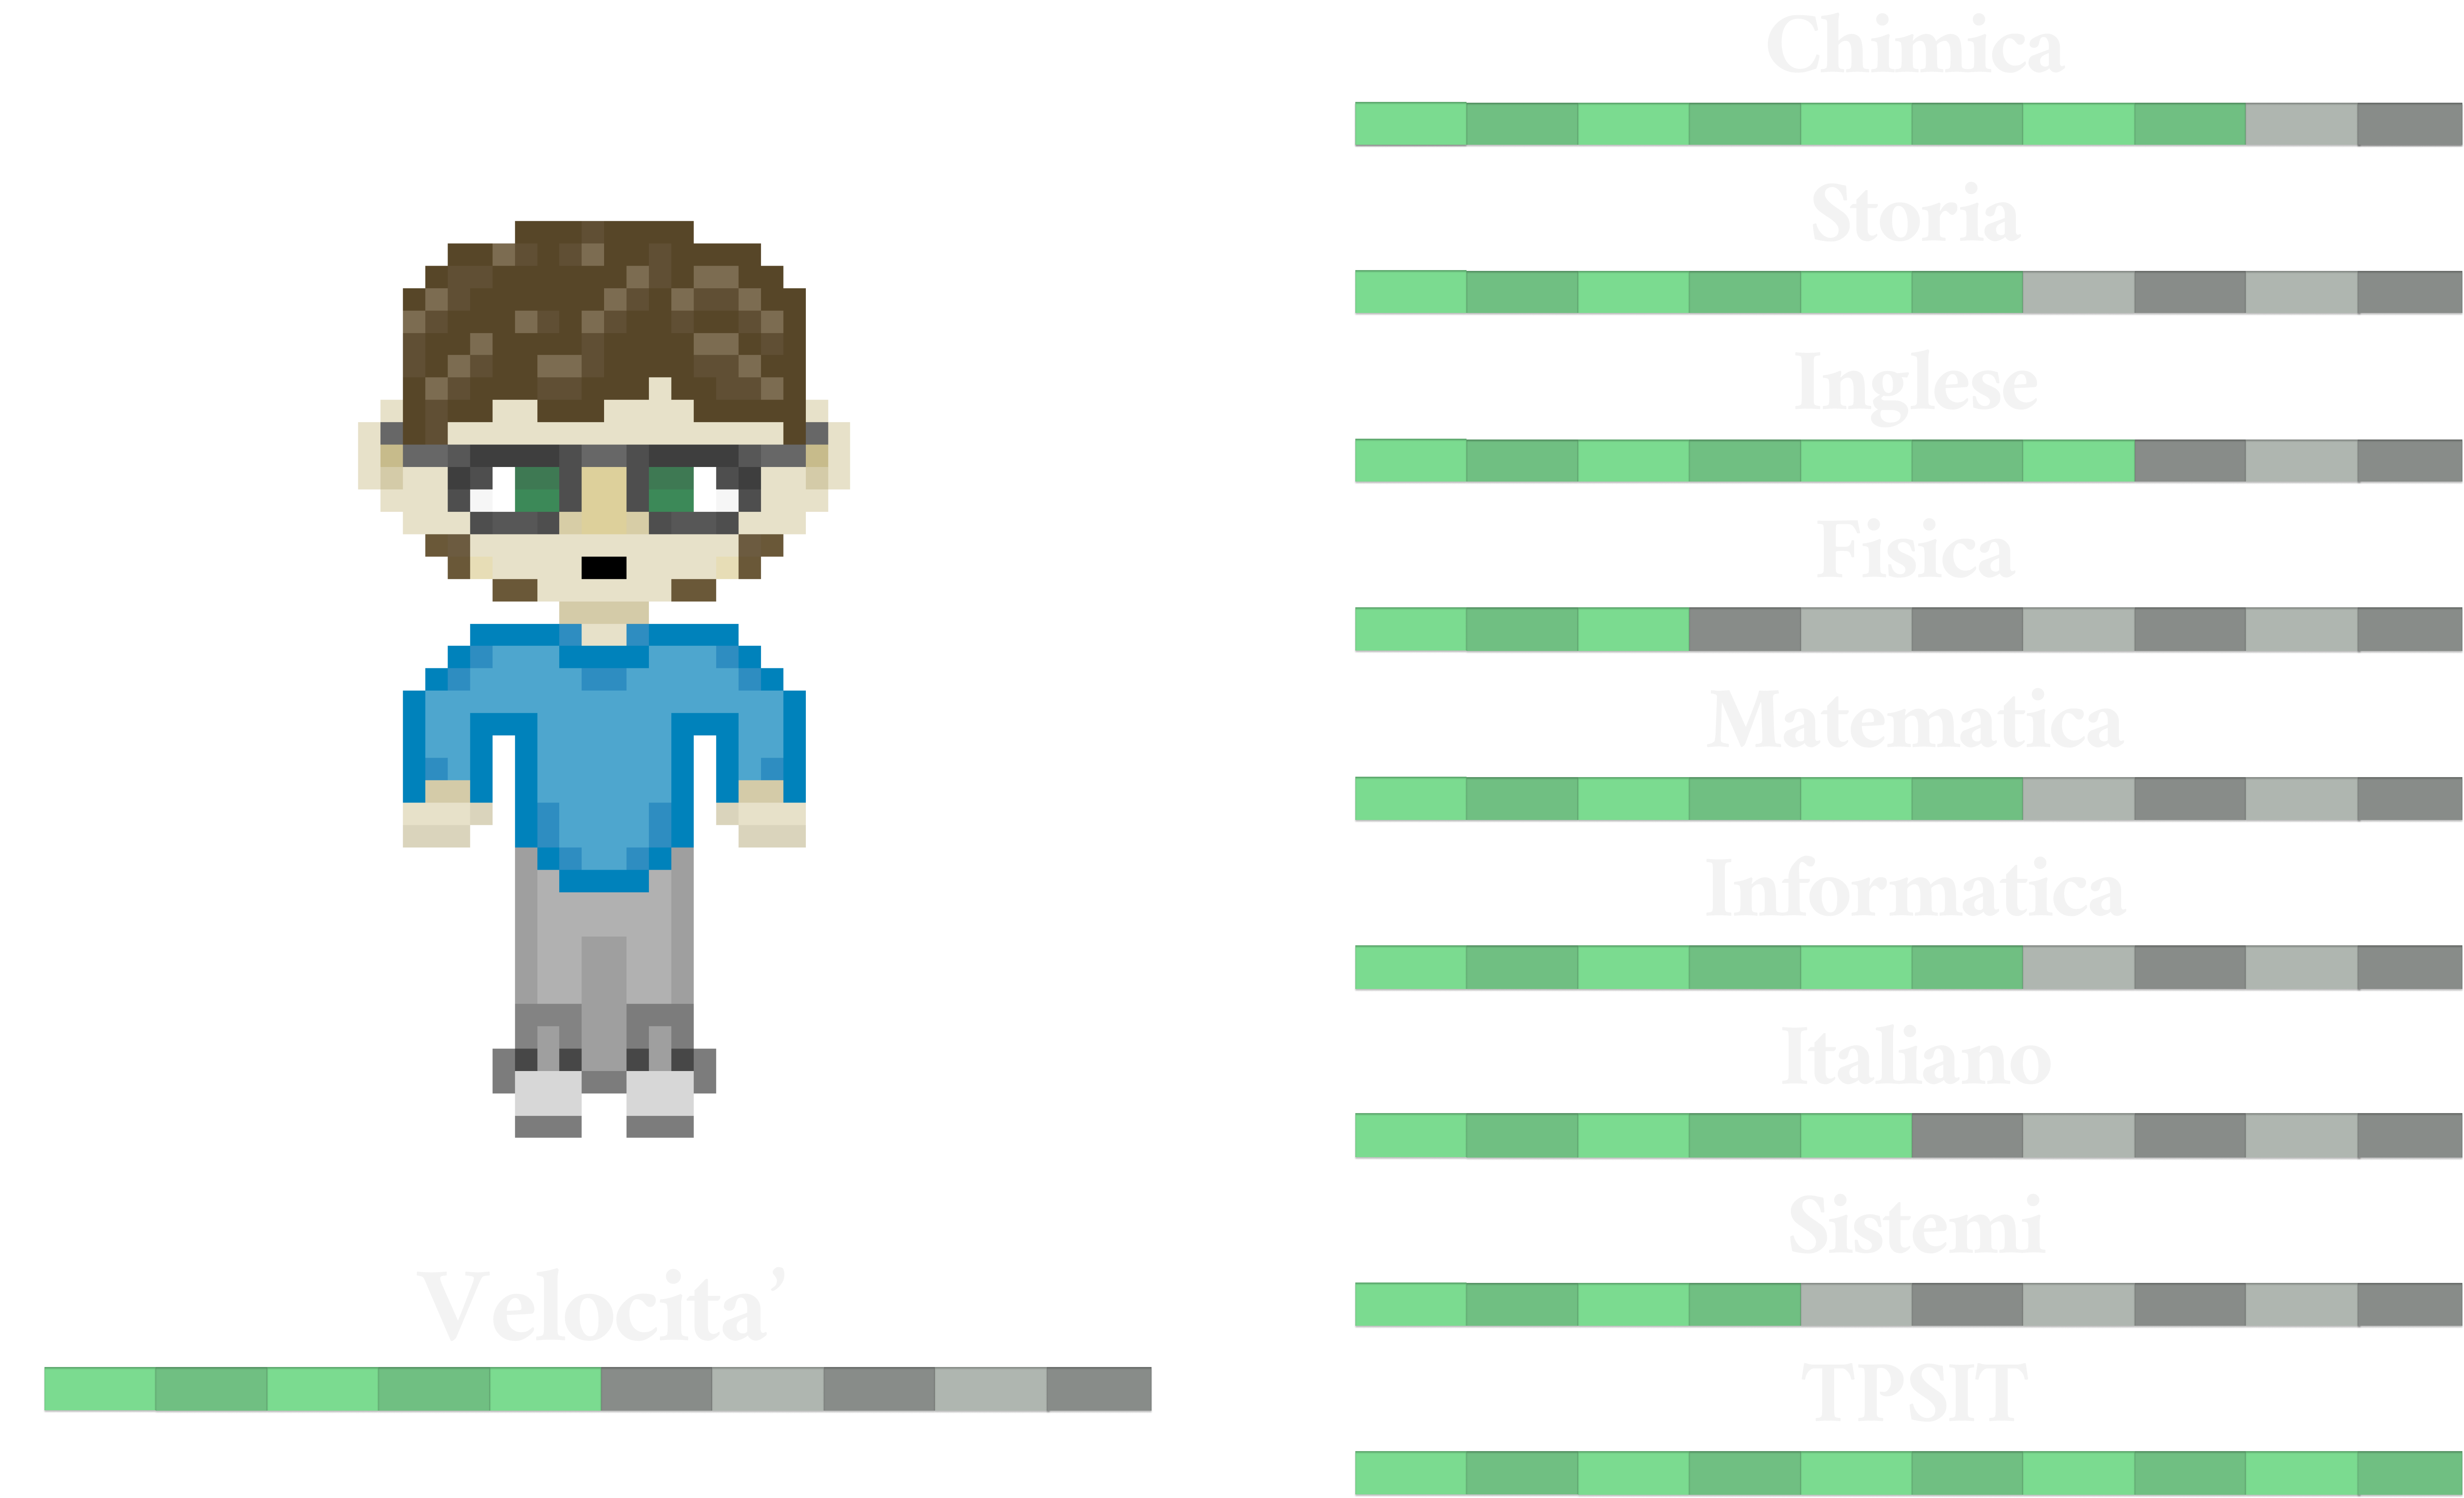 Chimica
Storia
Inglese
Fisica
Matematica
Informatica
Italiano
Sistemi
Velocita’
TPSIT